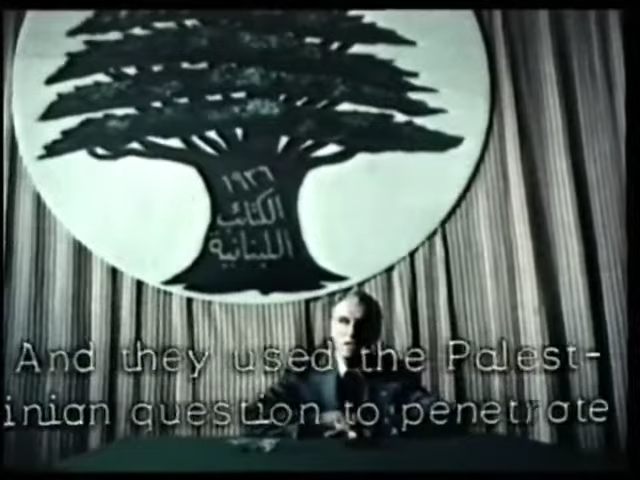 ١٩٣٦
الكتائب
اللبنانية
And they used the Palest-
inian question to penetrate